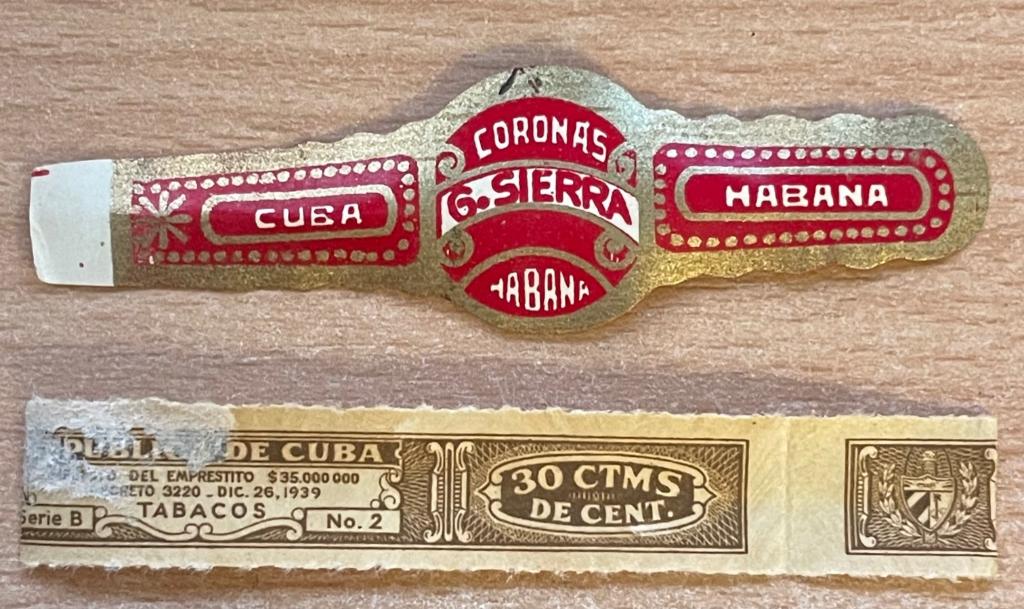 CORONAS
G. SIERRA
HABANA
CUBA
HABANA
DE CUBA
DEL EMPRESTITO $35.000 000
3220 - DIC. 26, 1939
TABACOS
Serie B
No. 2
30 CTMS
DE CENT.